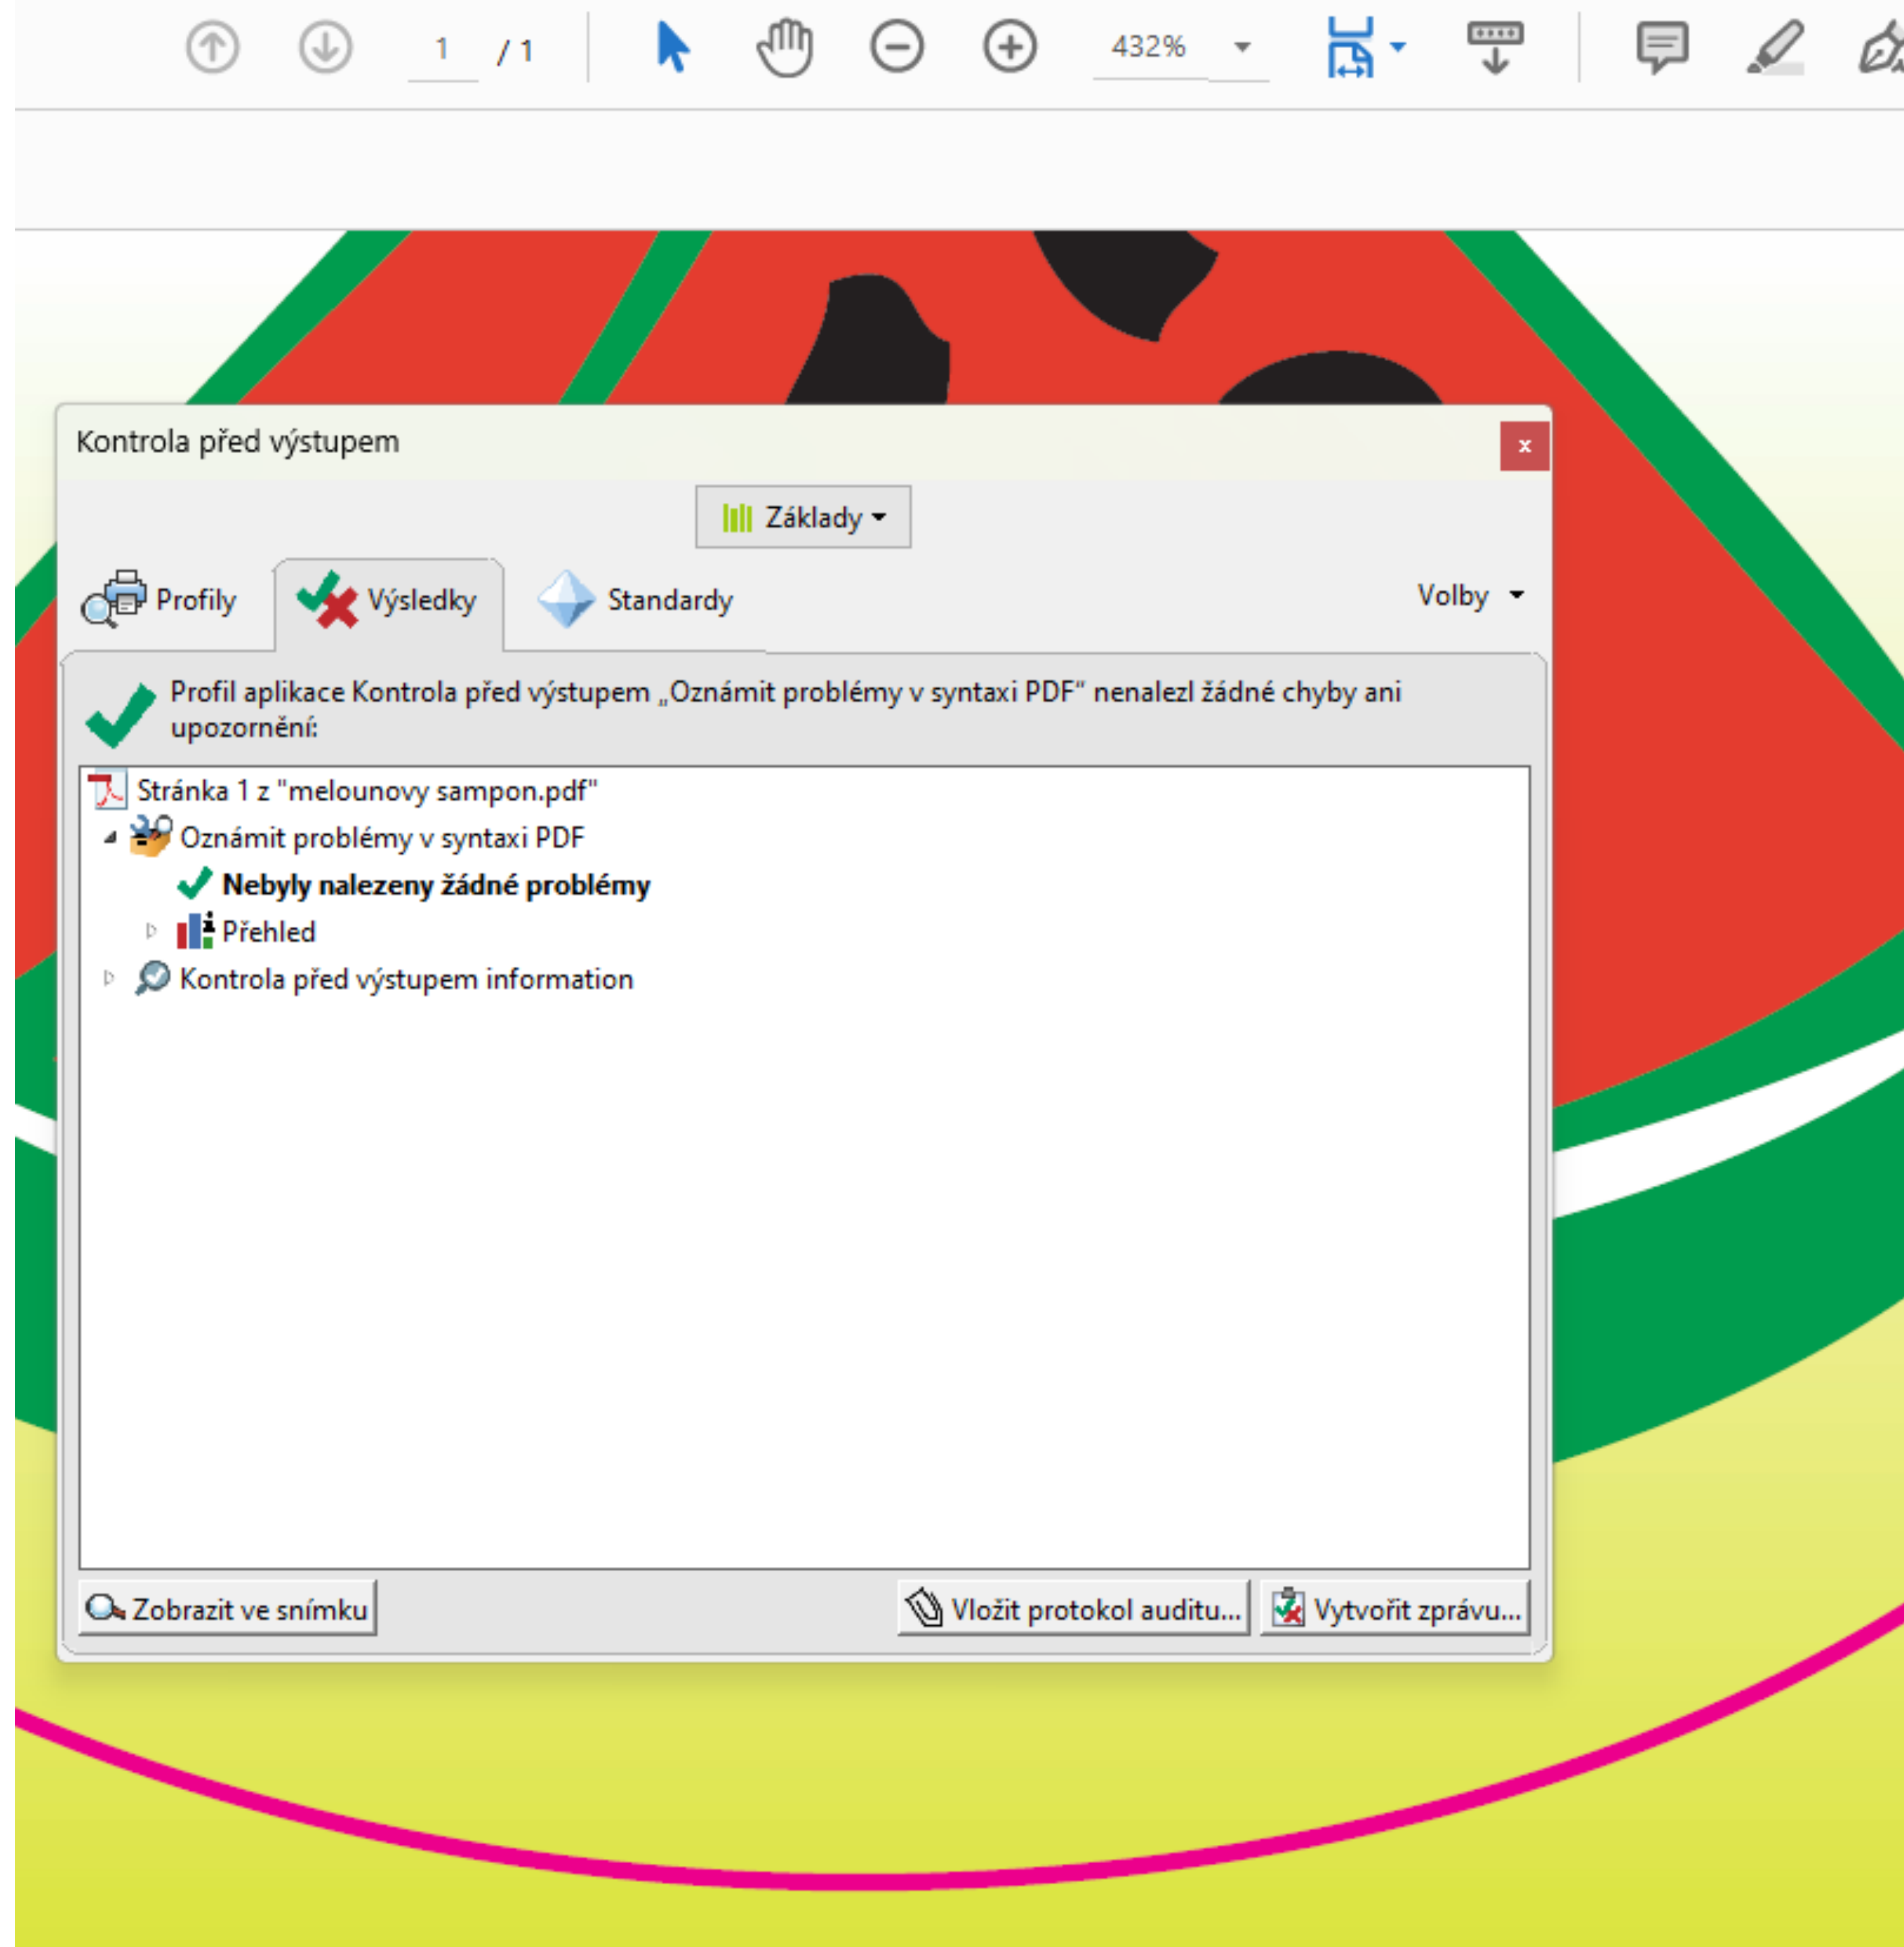 1 / 1 432%
Kontrola před výstupem
x
Základy
Profily Výsledky Standardy Volby
Profil aplikace Kontrola před výstupem „Oznámit problémy v syntaxi PDF“ nenalezl žádné chyby ani
upozornění:
Stránka 1 z "melounovy sampon.pdf"
Oznámit problémy v syntaxi PDF
Nebyly nalezeny žádné problémy
Přehled
Kontrola před výstupem information
Zobrazit ve snímku Vložit protokol auditu... Vytvořit zprávu...